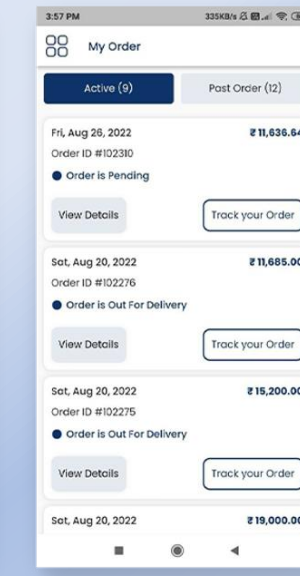 3:57 PM 335KB/s
My Order
Active (9) Past Order (12)
Fri, Aug 26, 2022 ₹ 11,636.64
Order ID #102310
Order is Pending
View Details Track your Order
Sat, Aug 20, 2022 ₹ 11,685.00
Order ID #102276
Order is Out For Delivery
View Details Track your Order
Sat, Aug 20, 2022 ₹ 15,200.00
Order ID #102275
Order is Out For Delivery
View Details Track your Order
Sat, Aug 20, 2022 ₹ 19,000.00